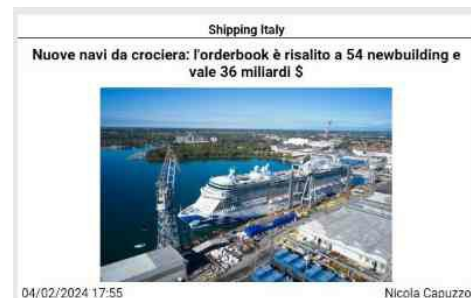 Shipping Italy
Nuove navi da crociera: l'orderbook è risalito a 54 newbuilding e
vale 36 miliardi $
04/02/2024 17:55
Nicola Capuzzo